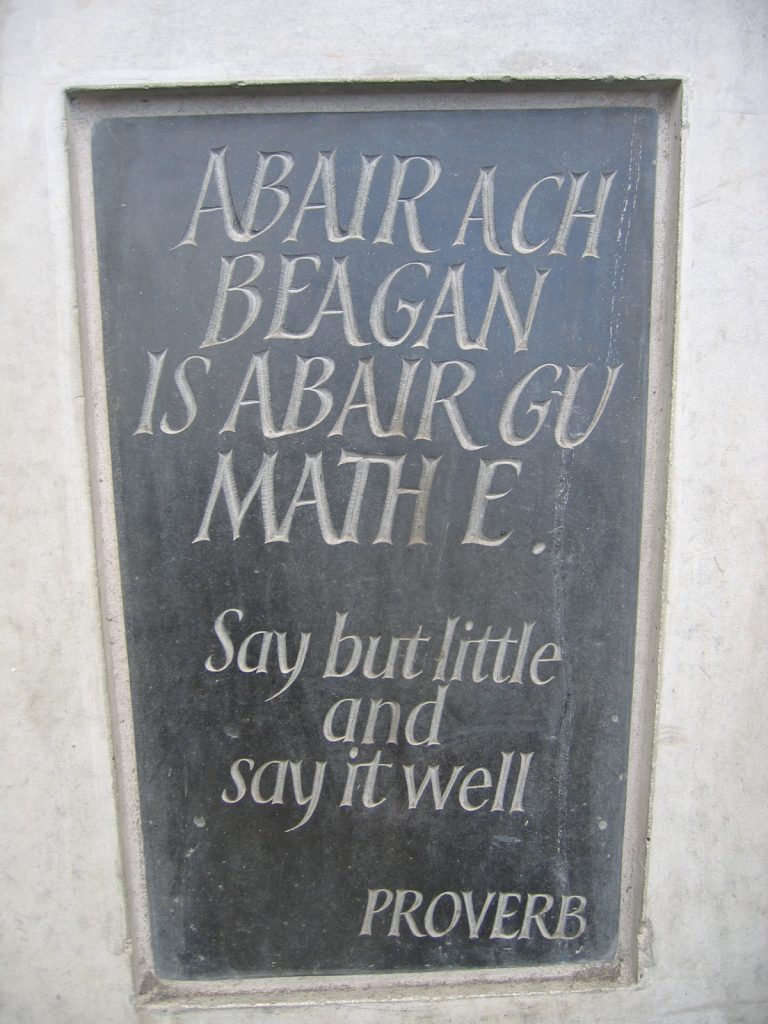 ABAIR ACH
BEAGAN
IS ABAIR GU
MATH E.
Say but little
and
say it well
PROVERB